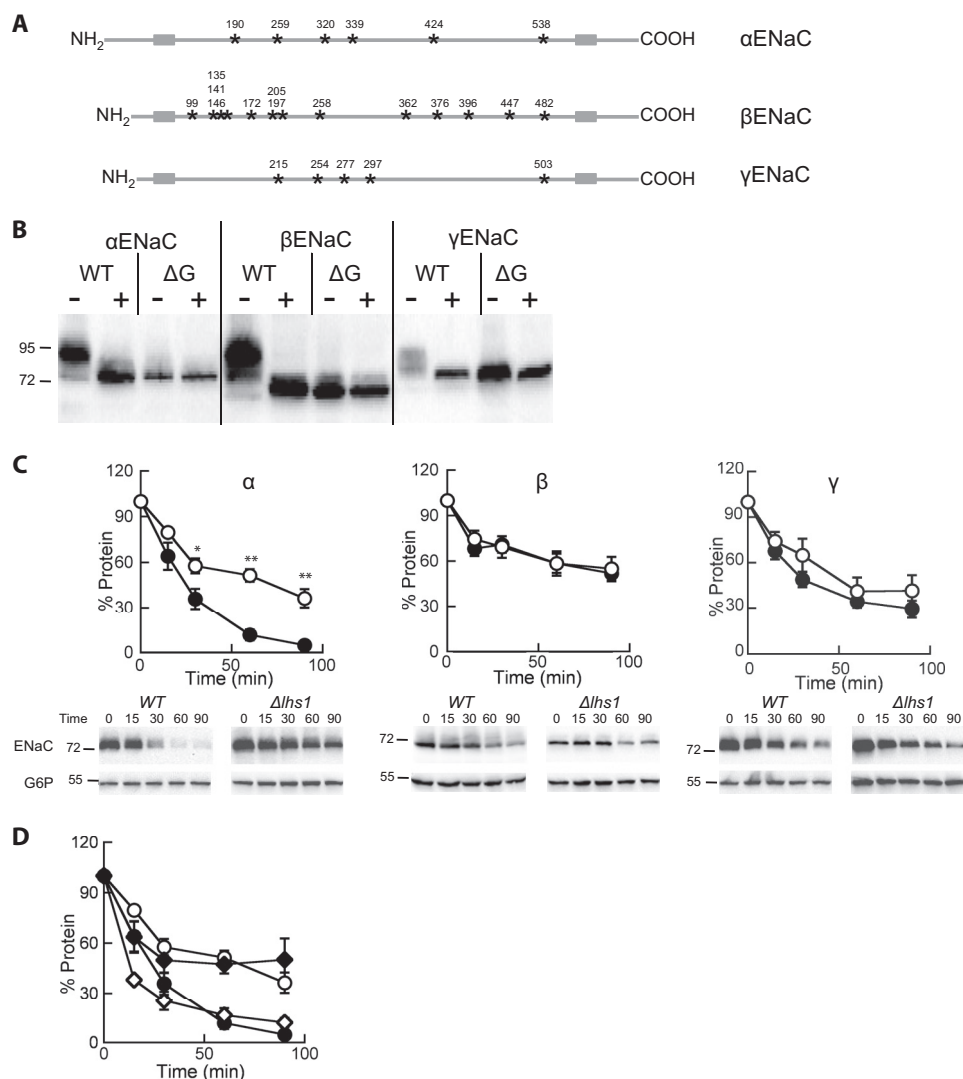 A
NH2 190 259 320 339 424 538 COOH αENaC
135
141 205
99 146 172 197 258 362 376 396 447 482
NH2 * * * * * * * * * * * * * COOH βENaC
215 254 277 297 503
NH2 * * * * * COOH γENaC
B
αENaC βENaC γENaC
WT ΔG WT ΔG WT ΔG
- + - + - + - + - + - +
95
72
C
α β γ
% Protein 120 90 60 30 0
0 50 100
Time (min)
* ** **
% Protein 120 90 60 30 0
0 50 100
Time (min)
% Protein 120 90 60 30 0
0 50 100
Time (min)
WT Δlhs1 WT Δlhs1 WT Δlhs1
Time 0 15 30 60 90 0 15 30 60 90 0 15 30 60 90 0 15 30 60 90 0 15 30 60 90 0 15 30 60 90
ENaC 72 72 72
G6P 55 55 55
D
% Protein 120 90 60 30 0
0 50 100
Time (min)